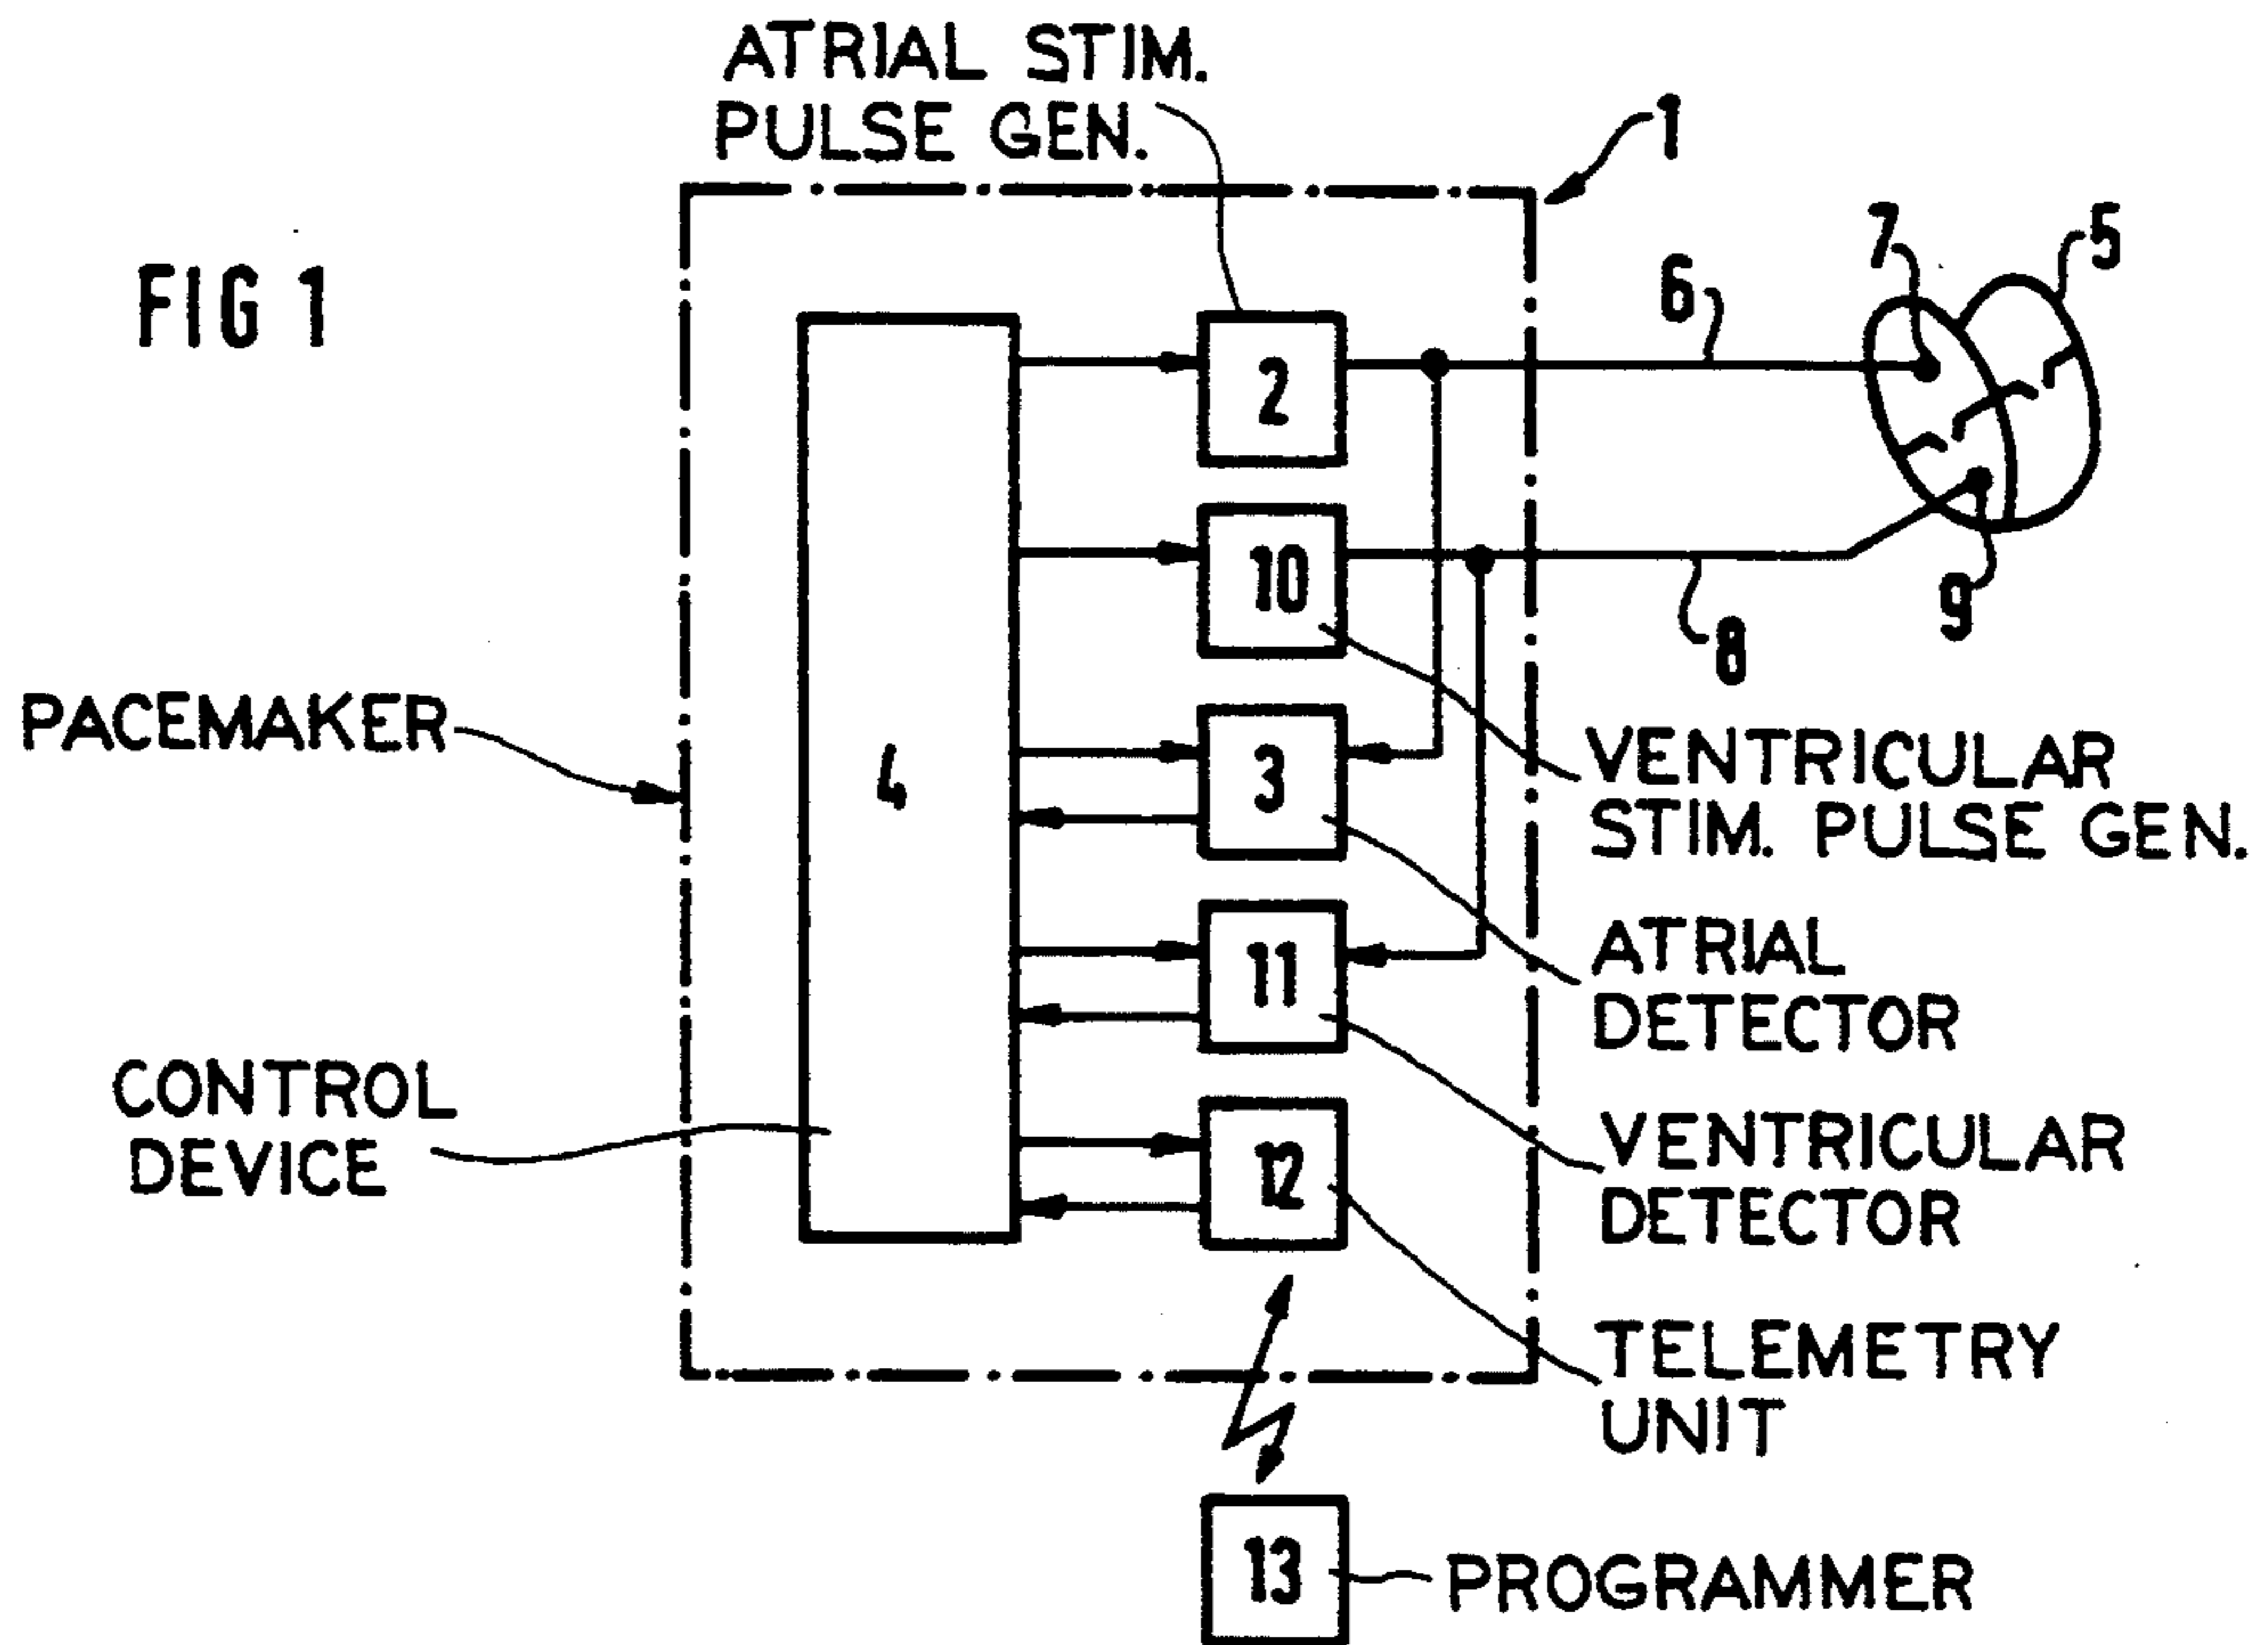 ATRIAL STIM.
PULSE GEN.
1
FIG 1
7
5
6
2
10
9
8
PACEMAKER
4
3
VENTRICULAR
STIM. PULSE GEN.
11
ATRIAL
DETECTOR
CONTROL
DEVICE
12
VENTRICULAR
DETECTOR
TELEMETRY
UNIT
13
PROGRAMMER